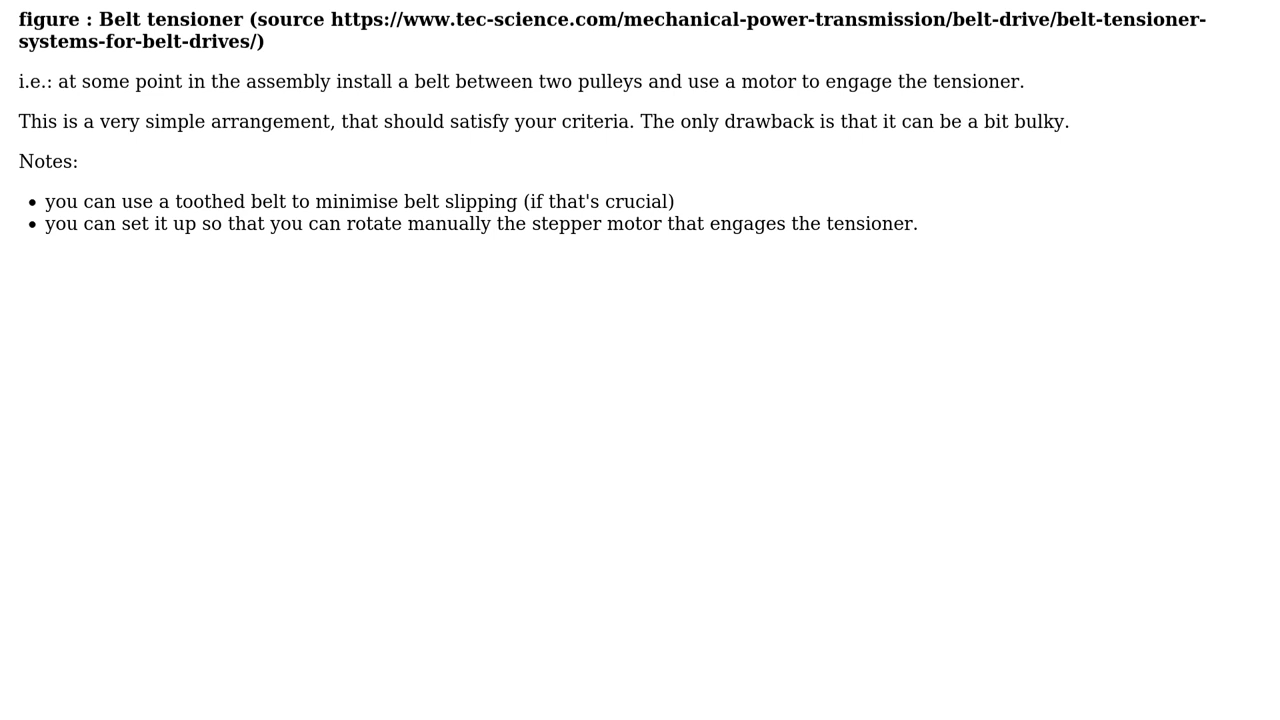 figure : Belt tensioner (source https://www.tec-science.com/mechanical-power-transmission/belt-drive/belt-tensioner-
systems-for-belt-drives/)
i.e.: at some point in the assembly install a belt between two pulleys and use a motor to engage the tensioner.
This is a very simple arrangement, that should satisfy your criteria. The only drawback is that it can be a bit bulky.
Notes:
• you can use a toothed belt to minimise belt slipping (if that's crucial)
• you can set it up so that you can rotate manually the stepper motor that engages the tensioner.